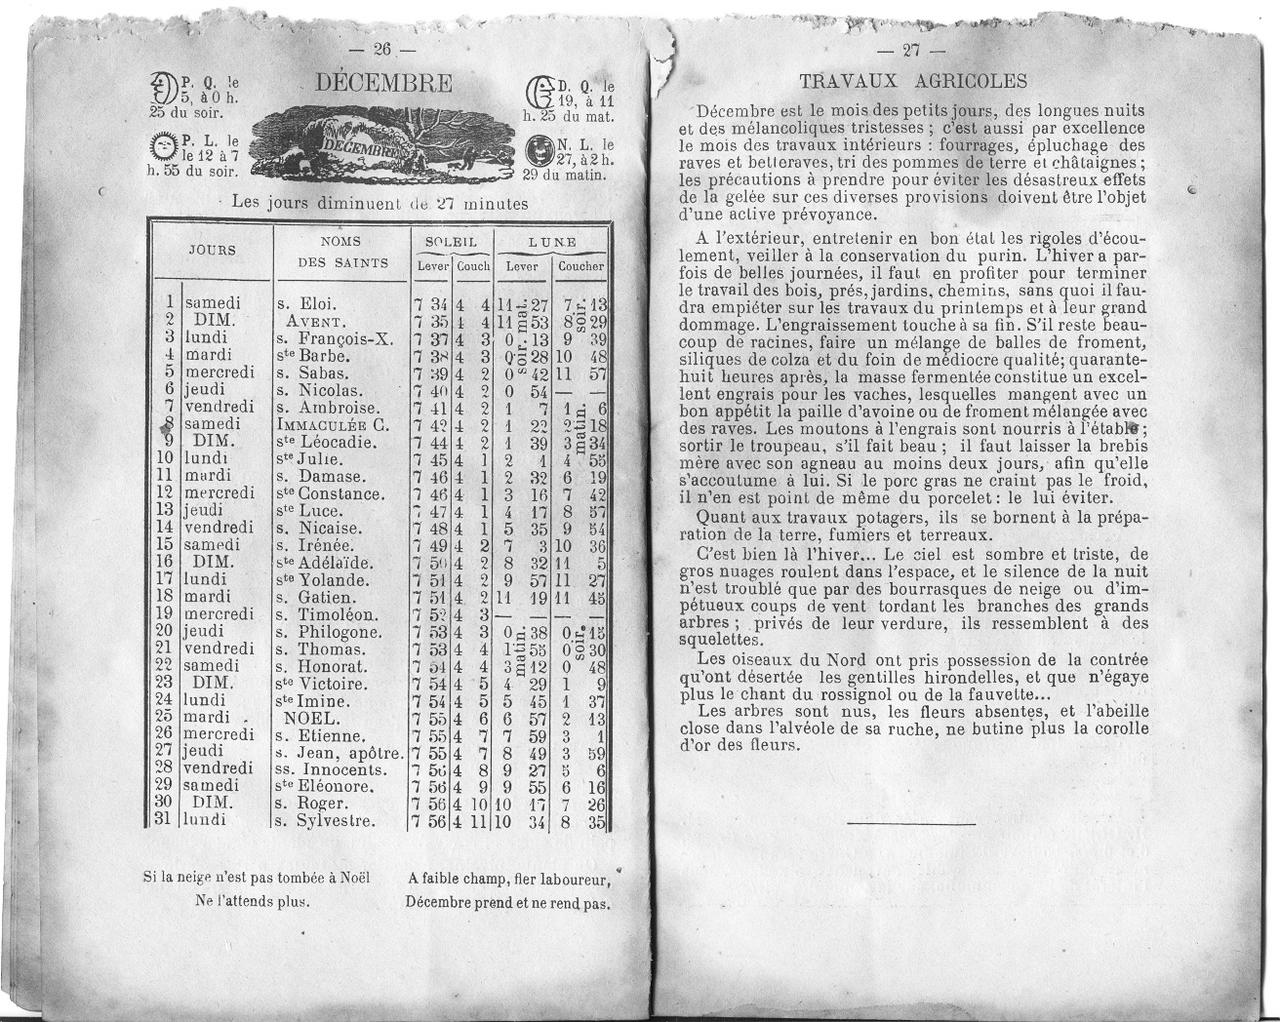 — 26 —
DÉCEMBRE
P. Q. le
5, à 0 h.
25 du soir.
P. L. le
le 12 à 7
h. 55 du soir.
DÉCEMBRE
D. Q. le
19, à 11
h. 25 du mat.
N. L. le
27, à 2 h.
29 du matin.
Les jours diminuent de 27 minutes
JOURS NOMS DES SAINTS SOLEIL LUNE
Lever Couch Lever Coucher
1 samedi s. Eloi. 7 34 4 4 11 mat. 27 7 soir. 13
2 DIM. AVENT. 7 35 4 4 11 53 8 29
3 lundi s. François-X. 7 37 4 3 0 soir. 13 9 39
4 mardi ste Barbe. 7 38 4 3 0 28 10 48
5 mercredi s. Sabas. 7 39 4 2 0 42 11 57
6 jeudi s. Nicolas. 7 40 4 2 0 54 — —
7 vendredi s. Ambroise. 7 41 4 2 1 7 1 matin. 6
8 samedi IMMACULÉE C. 7 42 4 2 1 22 2 18
9 DIM. ste Léocadie. 7 44 4 2 1 39 3 34
10 lundi ste Julie. 7 45 4 1 2 1 4 55
11 mardi s. Damase. 7 46 4 1 2 32 6 19
12 mercredi ste Constance. 7 46 4 1 3 16 7 42
13 jeudi ste Luce. 7 47 4 1 4 17 8 57
14 vendredi s. Nicaise. 7 48 4 1 5 35 9 54
15 samedi s. Irénée. 7 49 4 2 7 3 10 36
16 DIM. ste Adélaïde. 7 50 4 2 8 32 11 5
17 lundi ste Yolande. 7 51 4 2 9 57 11 27
18 mardi s. Gatien. 7 51 4 2 11 19 11 45
19 mercredi s. Timoléon. 7 52 4 3 — — — —
20 jeudi s. Philogone. 7 53 4 3 0 matin. 38 0 soir. 15
21 vendredi s. Thomas. 7 53 4 4 1 55 0 30
22 samedi s. Honorat. 7 54 4 4 3 12 0 48
23 DIM. ste Victoire. 7 54 4 5 4 29 1 9
24 lundi ste Imine. 7 54 4 5 5 45 1 37
25 mardi NOEL. 7 55 4 6 6 57 2 13
26 mercredi s. Etienne. 7 55 4 7 7 59 3 1
27 jeudi s. Jean, apôtre. 7 55 4 7 8 49 3 59
28 vendredi ss. Innocents. 7 56 4 8 9 27 5 6
29 samedi ste Eléonore. 7 56 4 9 9 55 6 16
30 DIM. s. Roger. 7 56 4 10 10 17 7 26
31 lundi s. Sylvestre. 7 56 4 11 10 34 8 35
Si la neige n'est pas tombée à Noël
Ne l'attends plus.
A faible champ, fier laboureur,
Décembre prend et ne rend pas.
— 27 —
TRAVAUX AGRICOLES
Décembre est le mois des petits jours, des longues nuits
et des mélancoliques tristesses ; c'est aussi par excellence
le mois des travaux intérieurs : fourrages, épluchage des
raves et betteraves, tri des pommes de terre et châtaignes ;
les précautions à prendre pour éviter les désastreux effets
de la gelée sur ces diverses provisions doivent être l'objet
d'une active prévoyance.
A l'extérieur, entretenir en bon état les rigoles d'écou-
lement, veiller à la conservation du purin. L'hiver a par-
fois de belles journées, il faut en profiter pour terminer
le travail des bois, prés, jardins, chemins, sans quoi il fau-
dra empiéter sur les travaux du printemps et à leur grand
dommage. L'engraissement touche à sa fin. S'il reste beau-
coup de racines, faire un mélange de balles de froment,
siliques de colza et du foin de médiocre qualité; quarante-
huit heures après, la masse fermentée constitue un excel-
lent engrais pour les vaches, lesquelles mangent avec un
bon appétit la paille d'avoine ou de froment mélangée avec
des raves. Les moutons à l'engrais sont nourris à l'étable ;
sortir le troupeau, s'il fait beau ; il faut laisser la brebis
mère avec son agneau au moins deux jours, afin qu'elle
s'accoutume à lui. Si le porc gras ne craint pas le froid,
il n'en est point de même du porcelet : le lui éviter.
Quant aux travaux potagers, ils se bornent à la prépa-
ration de la terre, fumiers et terreaux.
C'est bien là l'hiver... Le ciel est sombre et triste, de
gros nuages roulent dans l'espace, et le silence de la nuit
n'est troublé que par des bourrasques de neige ou d'im-
pétueux coups de vent tordant les branches des grands
arbres ; privés de leur verdure, ils ressemblent à des
squelettes.
Les oiseaux du Nord ont pris possession de la contrée
qu'ont désertée les gentilles hirondelles, et que n'égaye
plus le chant du rossignol ou de la fauvette...
Les arbres sont nus, les fleurs absentes, et l'abeille
close dans l'alvéole de sa ruche, ne butine plus la corolle
d'or des fleurs.